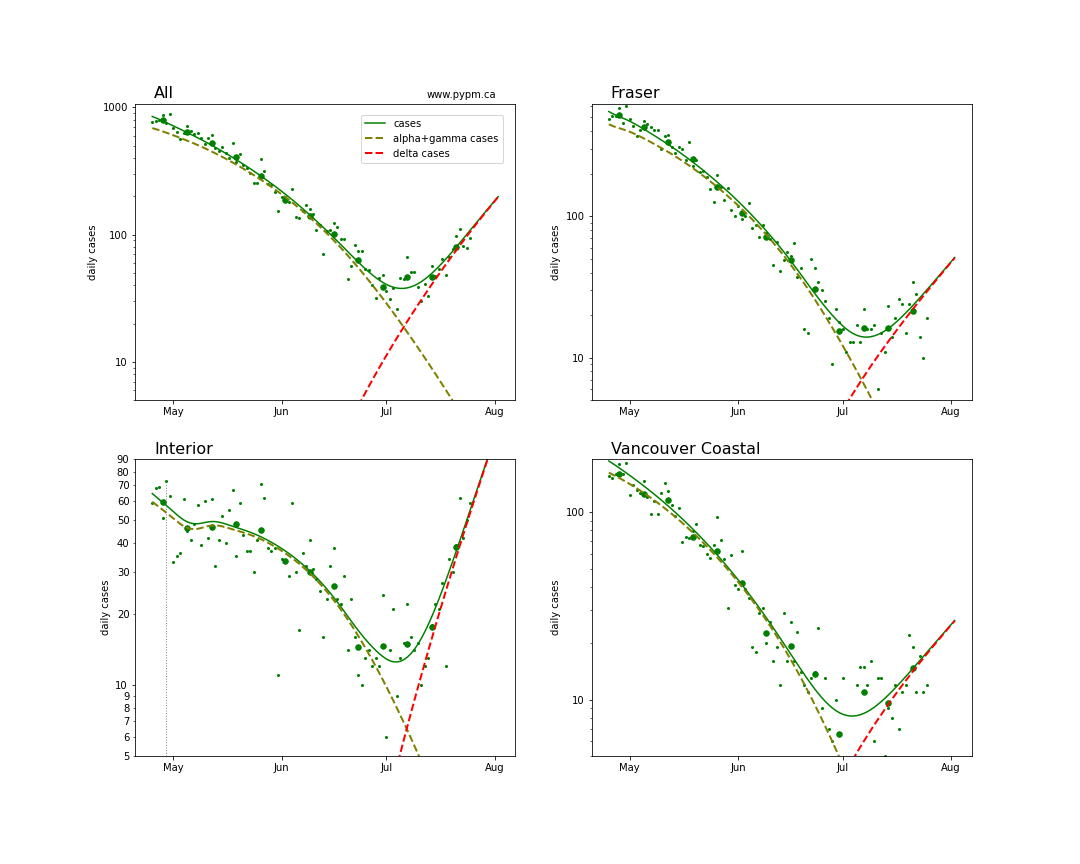 All
www.pypm.ca
cases
alpha+gamma cases
delta cases
daily cases
1000
100
10
May
Jun
Jul
Aug
Fraser
daily cases
100
10
May
Jun
Jul
Aug
Interior
daily cases
90
80
70
60
50
40
30
20
10
9
8
7
6
5
May
Jun
Jul
Aug
Vancouver Coastal
daily cases
100
10
May
Jun
Jul
Aug